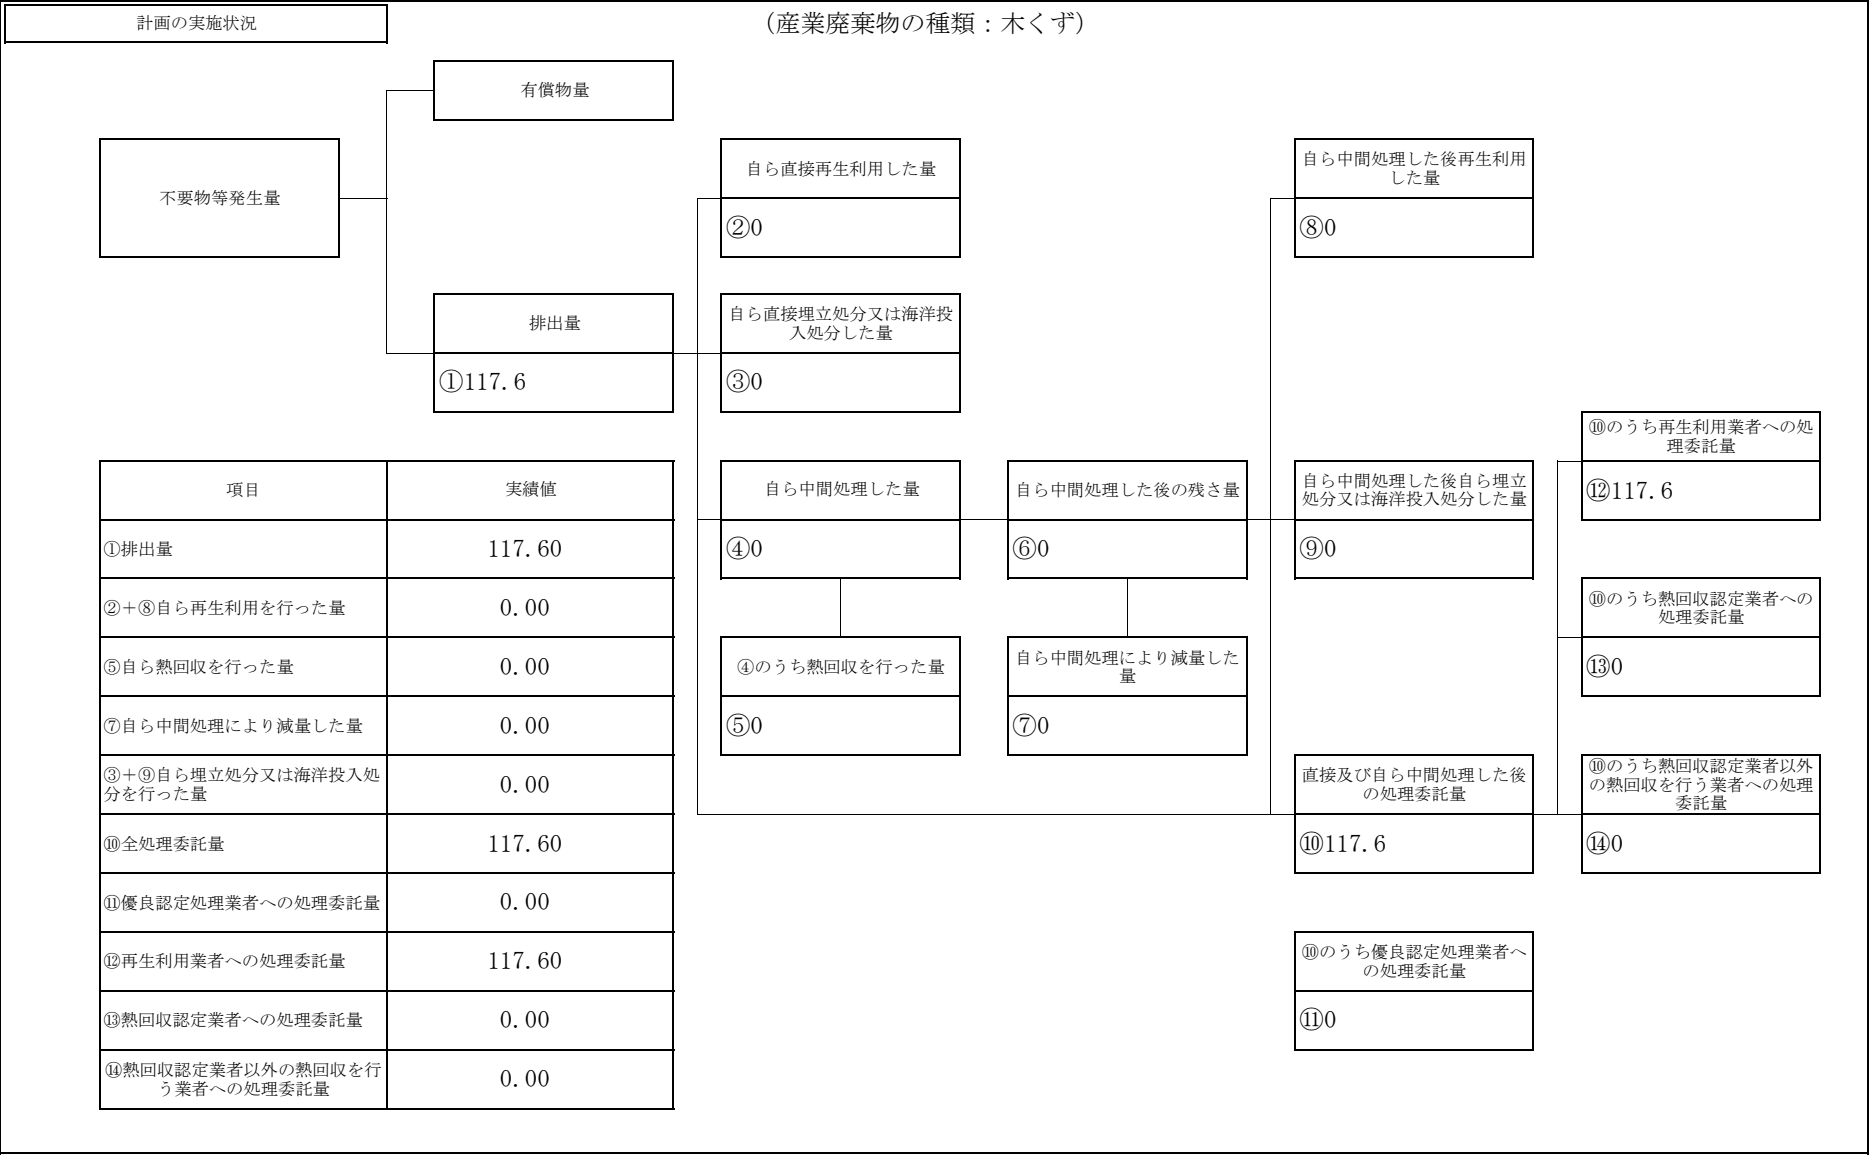 計画の実施状況
（産業廃棄物の種類：木くず）
有償物量
不要物等発生量
自ら直接再生利用した量
②0
自ら中間処理した後再生利用
した量
⑧0
排出量
①117.6
自ら直接埋立処分又は海洋投
入処分した量
③0
⑩のうち再生利用業者への処
理委託量
⑫117.6
自ら中間処理した量
④0
自ら中間処理した後の残さ量
⑥0
自ら中間処理した後自ら埋立
処分又は海洋投入処分した量
⑨0
⑩のうち熱回収認定業者への
処理委託量
⑬0
④のうち熱回収を行った量
⑤0
自ら中間処理により減量した
量
⑦0
直接及び自ら中間処理した後
の処理委託量
⑩117.6
⑩のうち熱回収認定業者以外
の熱回収を行う業者への処理
委託量
⑭0
⑩のうち優良認定処理業者へ
の処理委託量
⑪0
項目 実績値
①排出量 117.60
②＋⑧自ら再生利用を行った量 0.00
⑤自ら熱回収を行った量 0.00
⑦自ら中間処理により減量した量 0.00
③＋⑨自ら埋立処分又は海洋投入処
分を行った量 0.00
⑩全処理委託量 117.60
⑪優良認定処理業者への処理委託量 0.00
⑫再生利用業者への処理委託量 117.60
⑬熱回収認定業者への処理委託量 0.00
⑭熱回収認定業者以外の熱回収を行
う業者への処理委託量 0.00